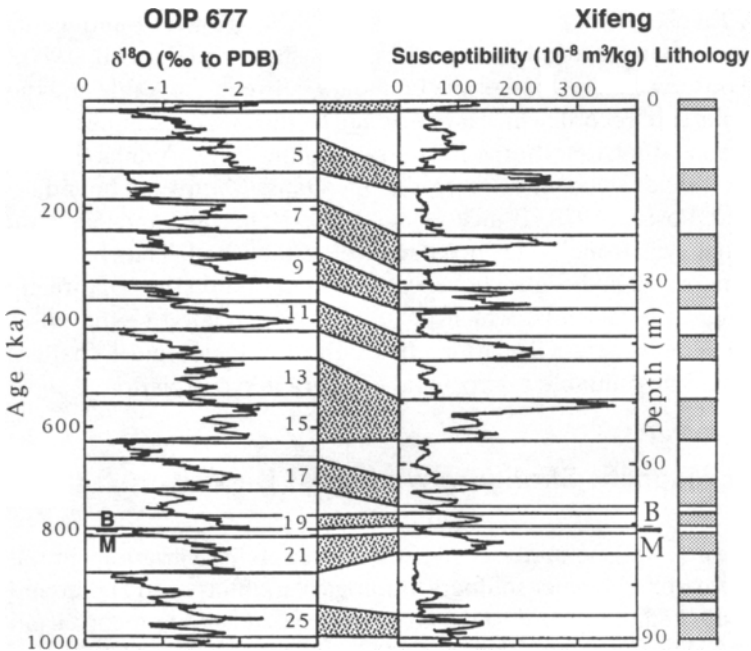 ODP 677
Xifeng
δ¹⁸O (‰ to PDB)
Susceptibility (10⁻⁸ m³/kg) Lithology
0 -1 -2
0 100 200 300
0
5
200
7
9
30
11
400
Age (ka)
Depth (m)
13
15
600
60
17
B
19
B
800
M
M
21
25
1000
90